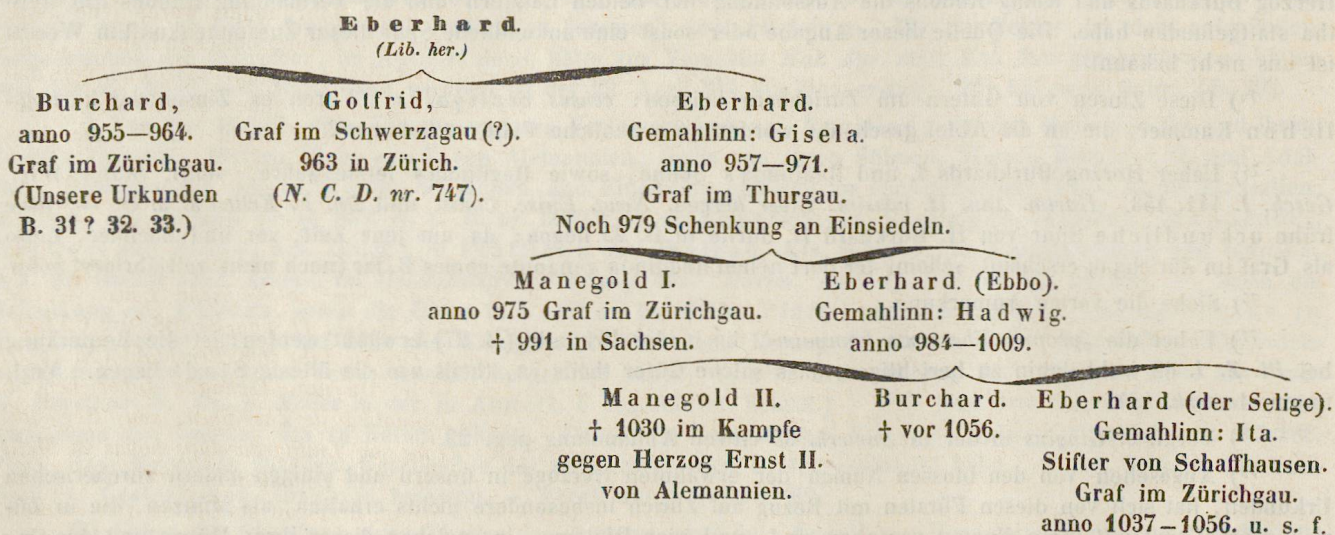 Eberhard
(Lib. her.)
Burchard,
anno 955—964.
Graf im Zürichgau.
(Unsere Urkunden
B. 31? 32. 33.)
Gotfrid,
Graf im Schwerzagau (?).
963 in Zürich.
(N. C. D. nr. 747).
Eberhard.
Gemahlinn: Gisela.
anno 957—971.
Graf im Thurgau.
Noch 979 Schenkung an Einsiedeln.
Manegold I.
anno 975 Graf im Zürichgau.
† 991 in Sachsen.
Eberhard. (Ebbo).
Gemahlinn: Hadwig.
anno 984—1009.
Manegold II.
† 1030 im Kampfe
gegen Herzog Ernst II.
von Alemannien.
Burchard.
† vor 1056.
Eberhard (der Selige).
Gemahlinn: Ita.
Stifter von Schaffhausen.
Graf im Zürichgau.
anno 1037—1056. u. s. f.